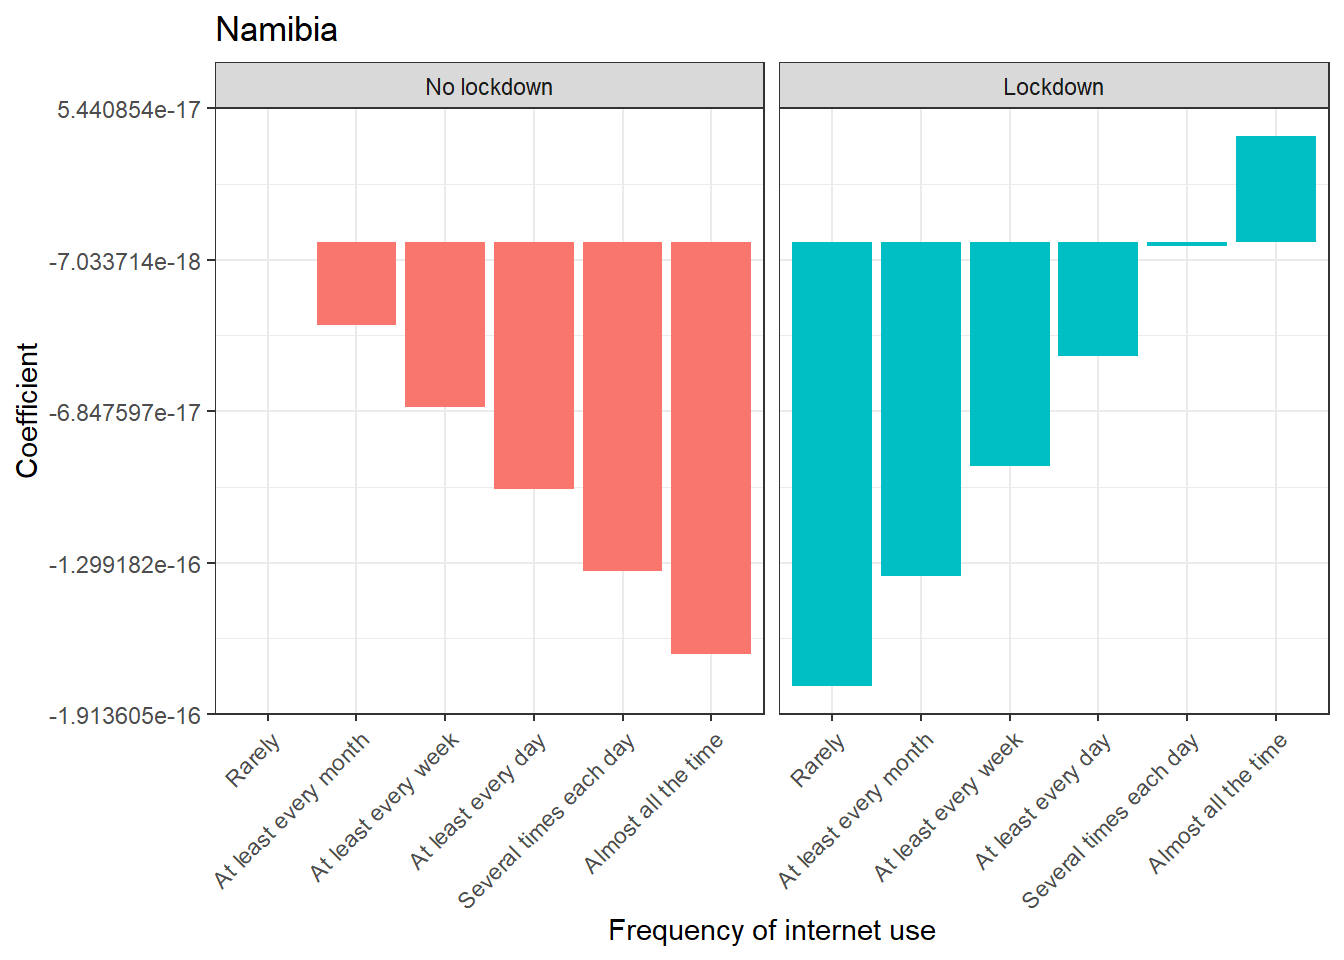 Namibia
No lockdown
Lockdown
Coefficient
5.440854e-17
-7.033714e-18
-6.847597e-17
-1.299182e-16
-1.913605e-16
Rarely
At least every month
At least every week
At least every day
Several times each day
Almost all the time
Rarely
At least every month
At least every week
At least every day
Several times each day
Almost all the time
Frequency of internet use